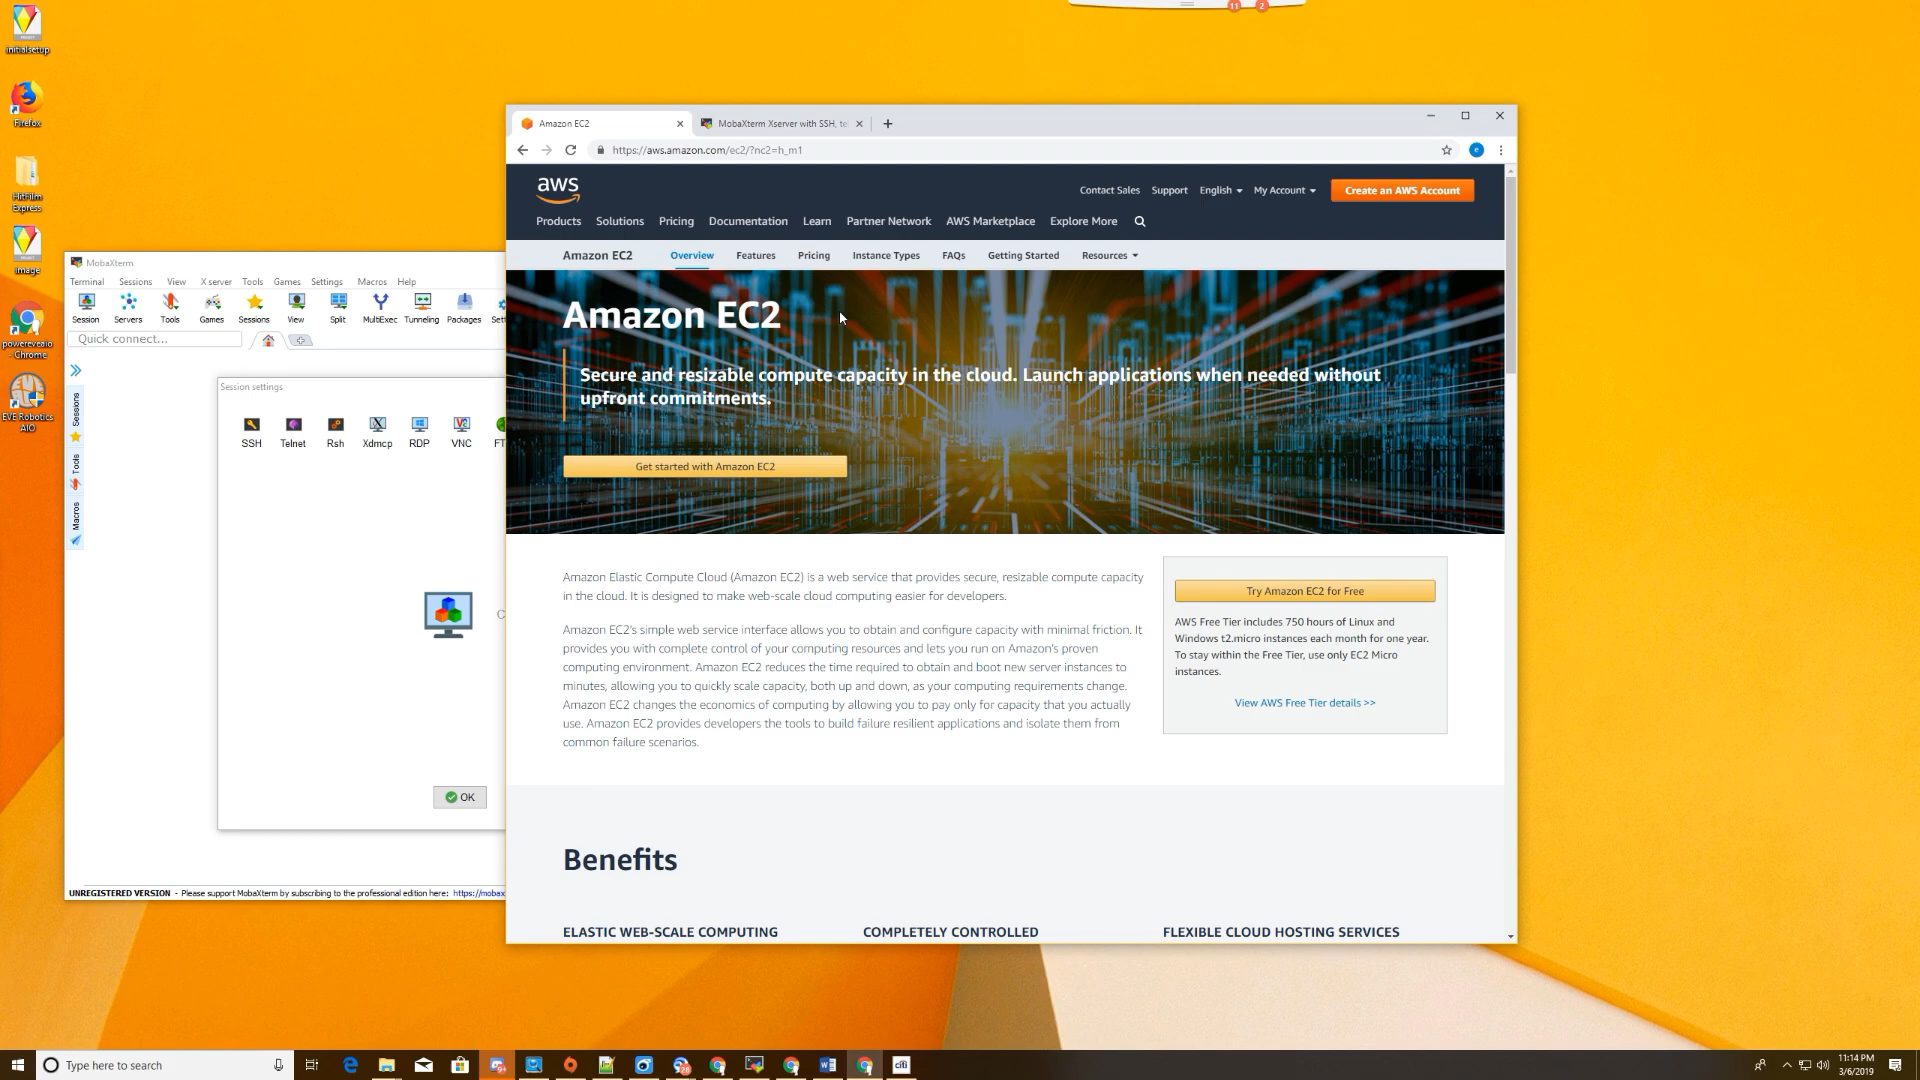 initialsetup
Firefox
HitFilm
Express
image
powereveaio
- Chrome
EVE Robotics
AIO
11
2
MobaXterm
Terminal Sessions View X server Tools Games Settings Macros Help
Session Servers Tools Games Sessions View Split MultiExec Tunneling Packages
Quick connect...
Sessions
Tools
Macros
Session settings
SSH Telnet Rsh Xdmcp RDP VNC
OK
UNREGISTERED VERSION - Please support MobaXterm by subscribing to the professional edition here: https://mobax
Amazon EC2
MobaXterm Xserver with SSH, te
https://aws.amazon.com/ec2/?nc2=h_m1
e
aws
Contact Sales Support English My Account Create an AWS Account
Products Solutions Pricing Documentation Learn Partner Network AWS Marketplace Explore More
Amazon EC2 Overview Features Pricing Instance Types FAQs Getting Started Resources
Amazon EC2
Secure and resizable compute capacity in the cloud. Launch applications when needed without
upfront commitments.
Get started with Amazon EC2
Amazon Elastic Compute Cloud (Amazon EC2) is a web service that provides secure, resizable compute capacity
in the cloud. It is designed to make web-scale cloud computing easier for developers.
Amazon EC2's simple web service interface allows you to obtain and configure capacity with minimal friction. It
provides you with complete control of your computing resources and lets you run on Amazon's proven
computing environment. Amazon EC2 reduces the time required to obtain and boot new server instances to
minutes, allowing you to quickly scale capacity, both up and down, as your computing requirements change.
Amazon EC2 changes the economics of computing by allowing you to pay only for capacity that you actually
use. Amazon EC2 provides developers the tools to build failure resilient applications and isolate them from
common failure scenarios.
Try Amazon EC2 for Free
AWS Free Tier includes 750 hours of Linux and
Windows t2.micro instances each month for one year.
To stay within the Free Tier, use only EC2 Micro
instances.
View AWS Free Tier details >>
Benefits
ELASTIC WEB-SCALE COMPUTING
COMPLETELY CONTROLLED
FLEXIBLE CLOUD HOSTING SERVICES
Type here to search
citi
11:14 PM
3/6/2019